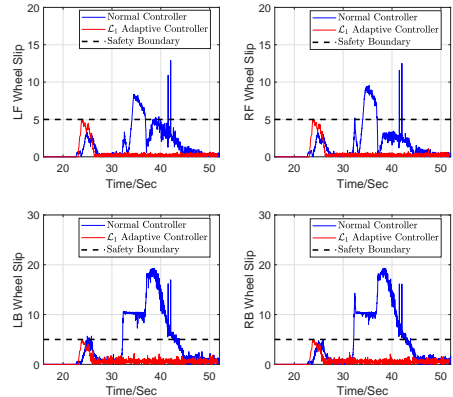 20
15
10
5
0
LF Wheel Slip
Normal Controller
ℒ₁ Adaptive Controller
Safety Boundary
20 30 40 50
Time/Sec
20
15
10
5
0
RF Wheel Slip
Normal Controller
ℒ₁ Adaptive Controller
Safety Boundary
20 30 40 50
Time/Sec
30
20
10
0
LB Wheel Slip
Normal Controller
ℒ₁ Adaptive Controller
Safety Boundary
20 30 40 50
Time/Sec
30
20
10
0
RB Wheel Slip
Normal Controller
ℒ₁ Adaptive Controller
Safety Boundary
20 30 40 50
Time/Sec